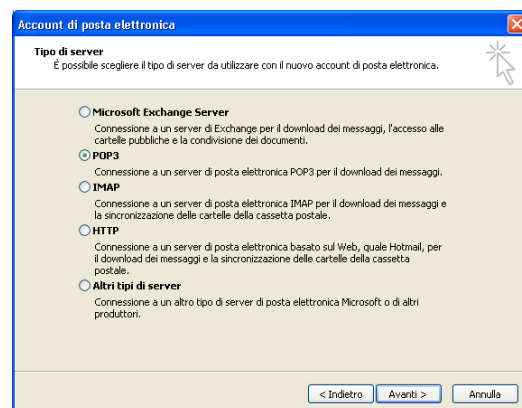 Account di posta elettronica
Tipo di server
È possibile scegliere il tipo di server da utilizzare con il nuovo account di posta elettronica.
Microsoft Exchange Server
Connessione a un server di Exchange per il download dei messaggi, l'accesso alle
cartelle pubbliche e la condivisione dei documenti.
POP3
Connessione a un server di posta elettronica POP3 per il download dei messaggi.
IMAP
Connessione a un server di posta elettronica IMAP per il download dei messaggi e
la sincronizzazione delle cartelle della cassetta postale.
HTTP
Connessione a un server di posta elettronica basato sul Web, quale Hotmail, per
il download dei messaggi e la sincronizzazione delle cartelle della cassetta
postale.
Altri tipi di server
Connessione a un altro tipo di server di posta elettronica Microsoft o di altri
produttori.
< Indietro Avanti > Annulla